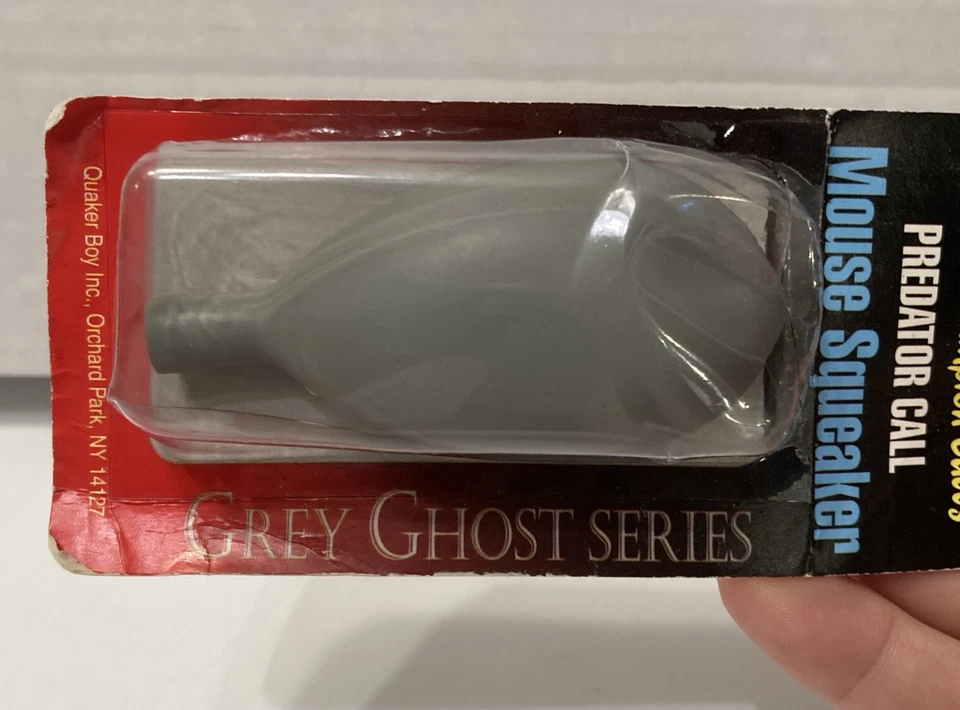 PREDATOR CALL
Mouse Squeaker
GREY GHOST SERIES
Quaker Boy Inc., Orchard Park, NY 14127